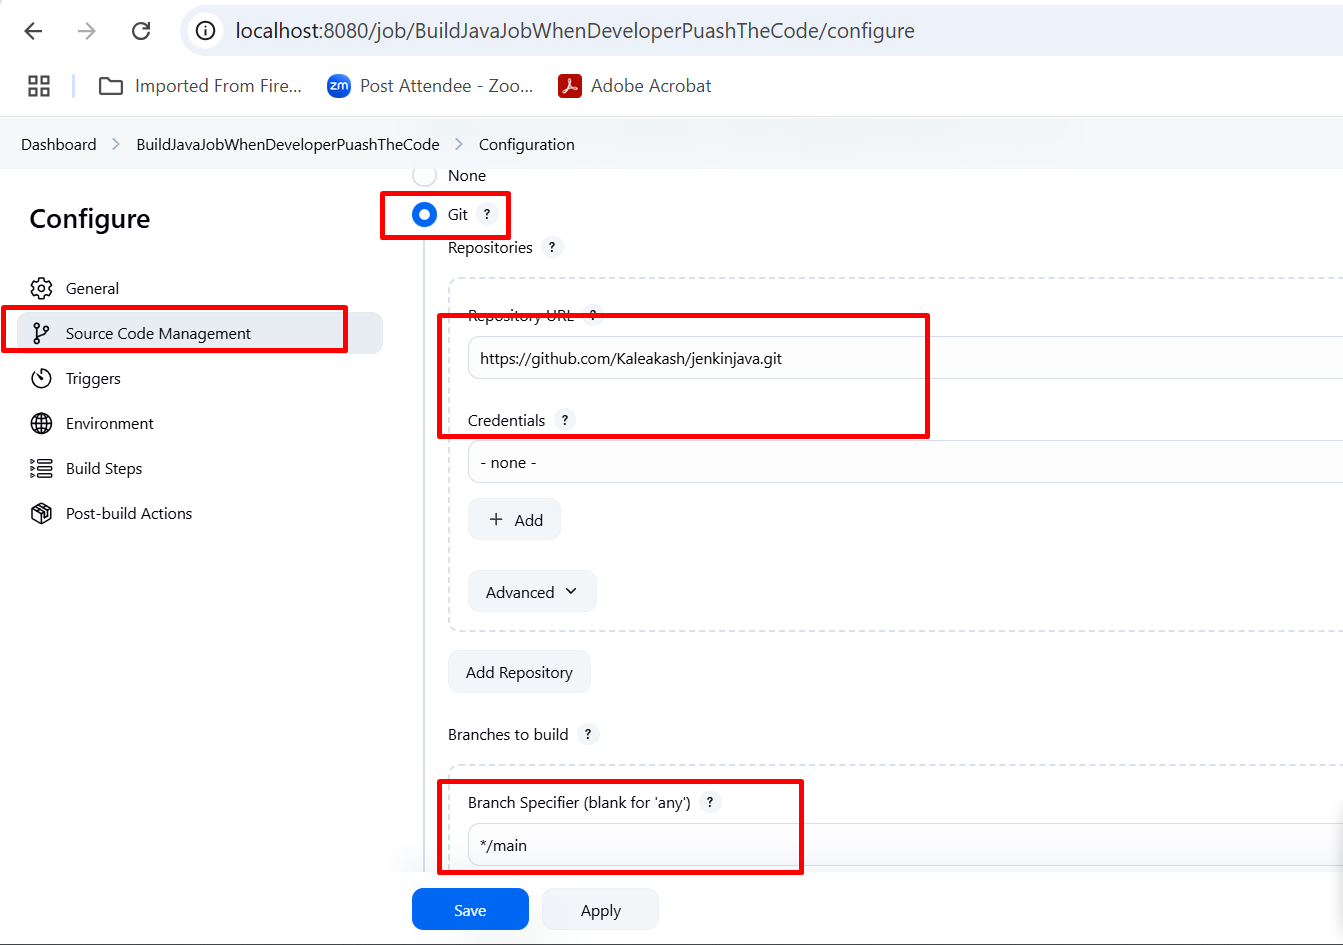 localhost:8080/job/BuildJavaJobWhenDeveloperPuashTheCode/configure
Imported From Fire... zm Post Attendee - Zoo... Adobe Acrobat
Dashboard > BuildJavaJobWhenDeveloperPuashTheCode > Configuration
None
Configure
Git ?
Repositories ?
General
Repository URL ?
Source Code Management
https://github.com/Kaleakash/jenkinjava.git
Triggers
Credentials ?
Environment
- none -
Build Steps
Post-build Actions
+ Add
Advanced
Add Repository
Branches to build ?
Branch Specifier (blank for 'any') ?
*/main
Save Apply